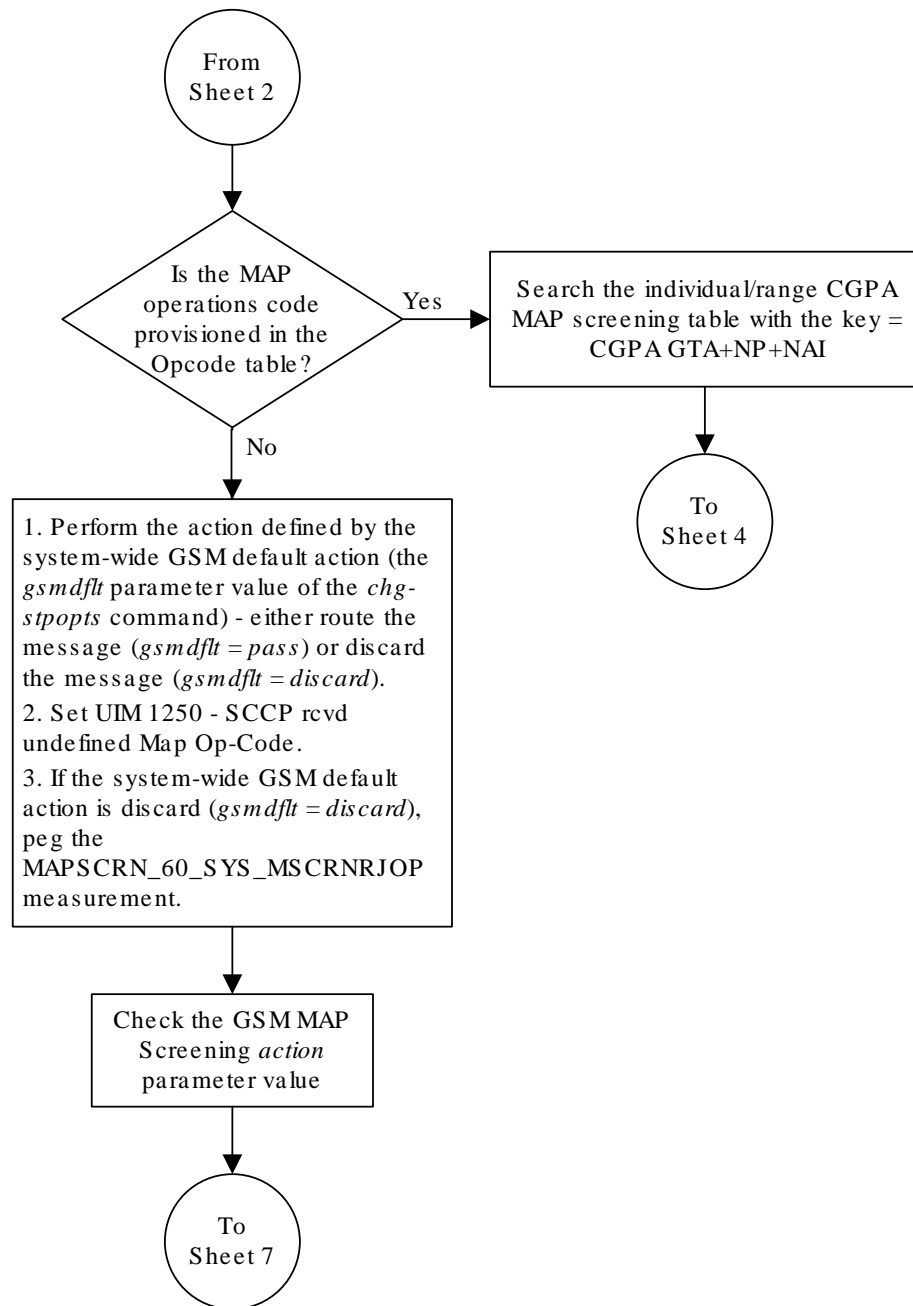 From
Sheet 2
Is the MAP
operations code
provisioned in the
Opcode table?
Yes
Search the individual/range CGPA
MAP screening table with the key =
CGPA GTA+NP+NAI
No
To
Sheet 4
1. Perform the action defined by the
system-wide GSM default action (the
gsmdflt parameter value of the chg-
stpopts command) - either route the
message (gsmdflt = pass) or discard
the message (gsmdflt = discard).
2. Set UIM 1250 - SCCP rcvd
undefined Map Op-Code.
3. If the system-wide GSM default
action is discard (gsmdflt = discard),
peg the
MAPSCRN_60_SYS_MSCRNRJOP
measurement.
Check the GSM MAP
Screening action
parameter value
To
Sheet 7